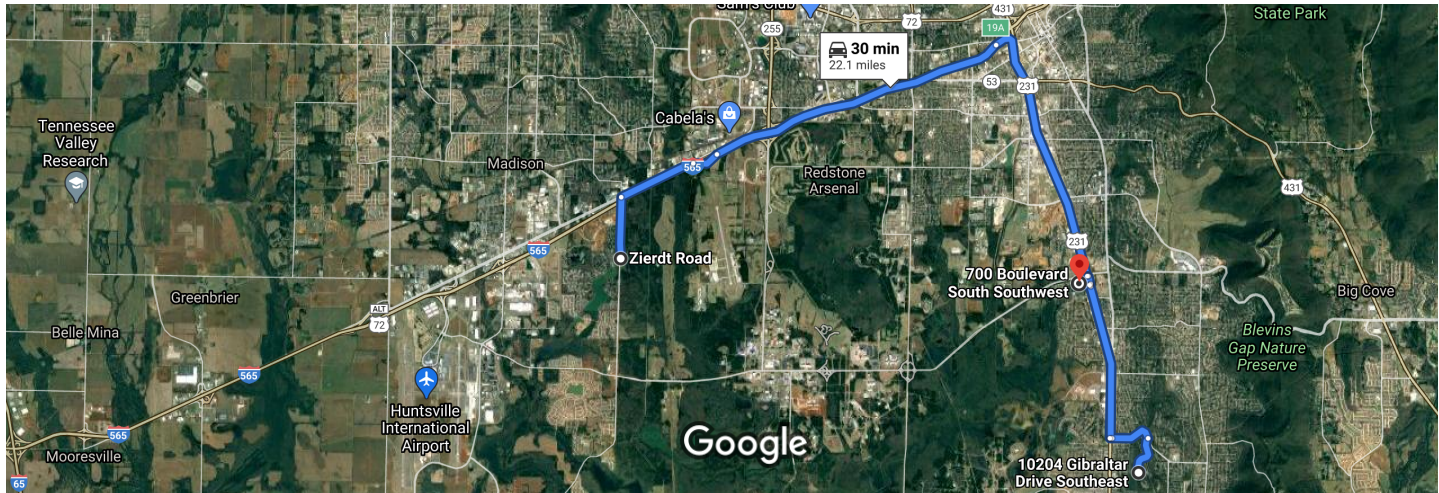 Sam's Club
431
State Park
72
19A
255
30 min
22.1 miles
53
231
Cabela's
Tennessee
Valley
Research
Madison
565
Redstone
Arsenal
431
231
565
Zierdt Road
700 Boulevard
South Southwest
Big Cove
Greenbrier
ALT
72
Belle Mina
Blevins
Gap Nature
Preserve
565
Huntsville
International
Airport
Google
565
Mooresville
10204 Gibraltar
Drive Southeast
65